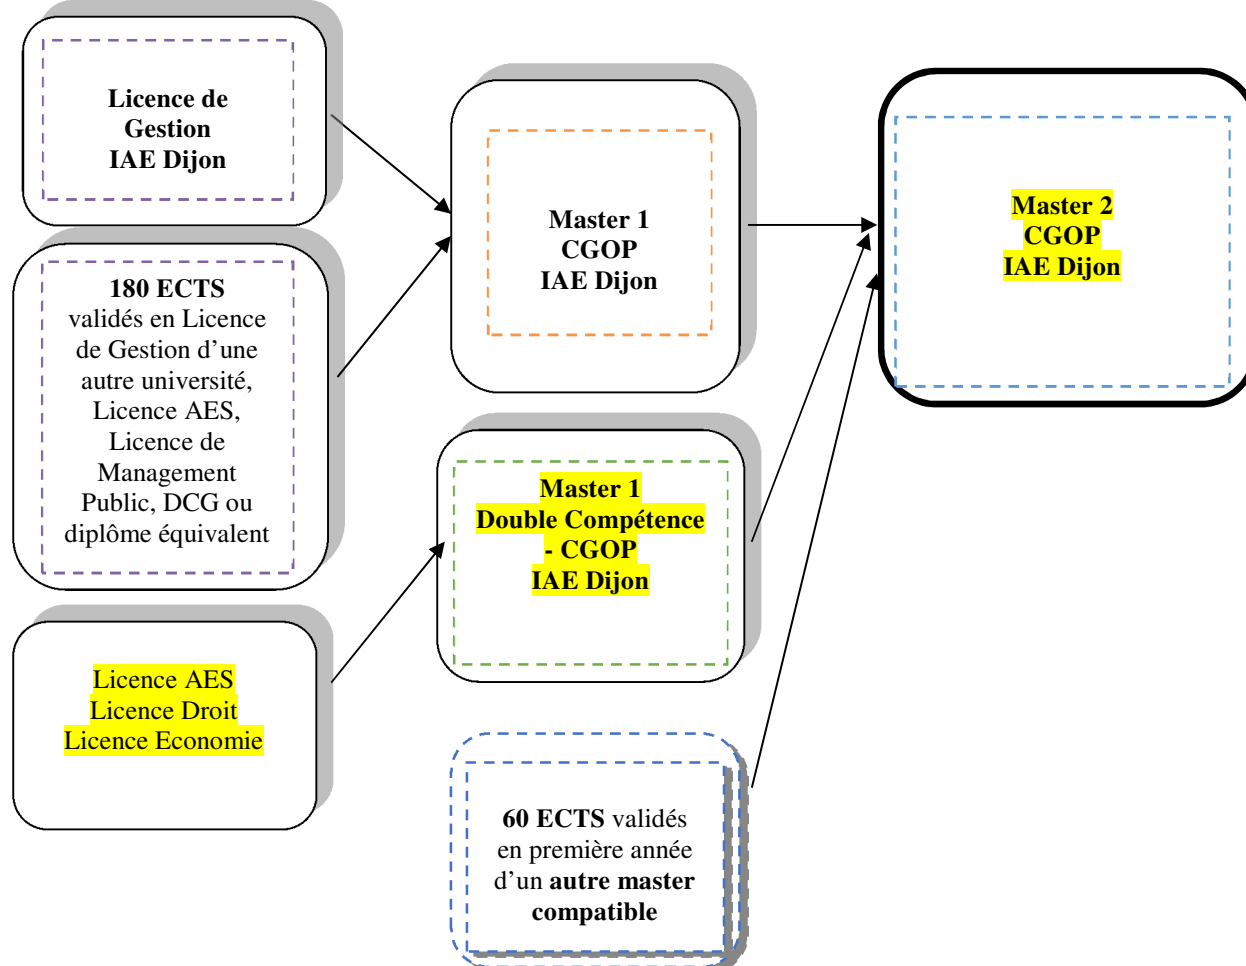 Licence de
Gestion
IAE Dijon
180 ECTS
validés en Licence
de Gestion d’une
autre université,
Licence AES,
Licence de
Management
Public, DCG ou
diplôme équivalent
Licence AES
Licence Droit
Licence Economie
Master 1
CGOP
IAE Dijon
Master 1
Double Compétence
- CGOP
IAE Dijon
60 ECTS validés
en première année
d’un autre master
compatible
Master 2
CGOP
IAE Dijon